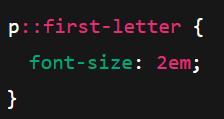 p::first-letter {
  font-size: 2em;
}